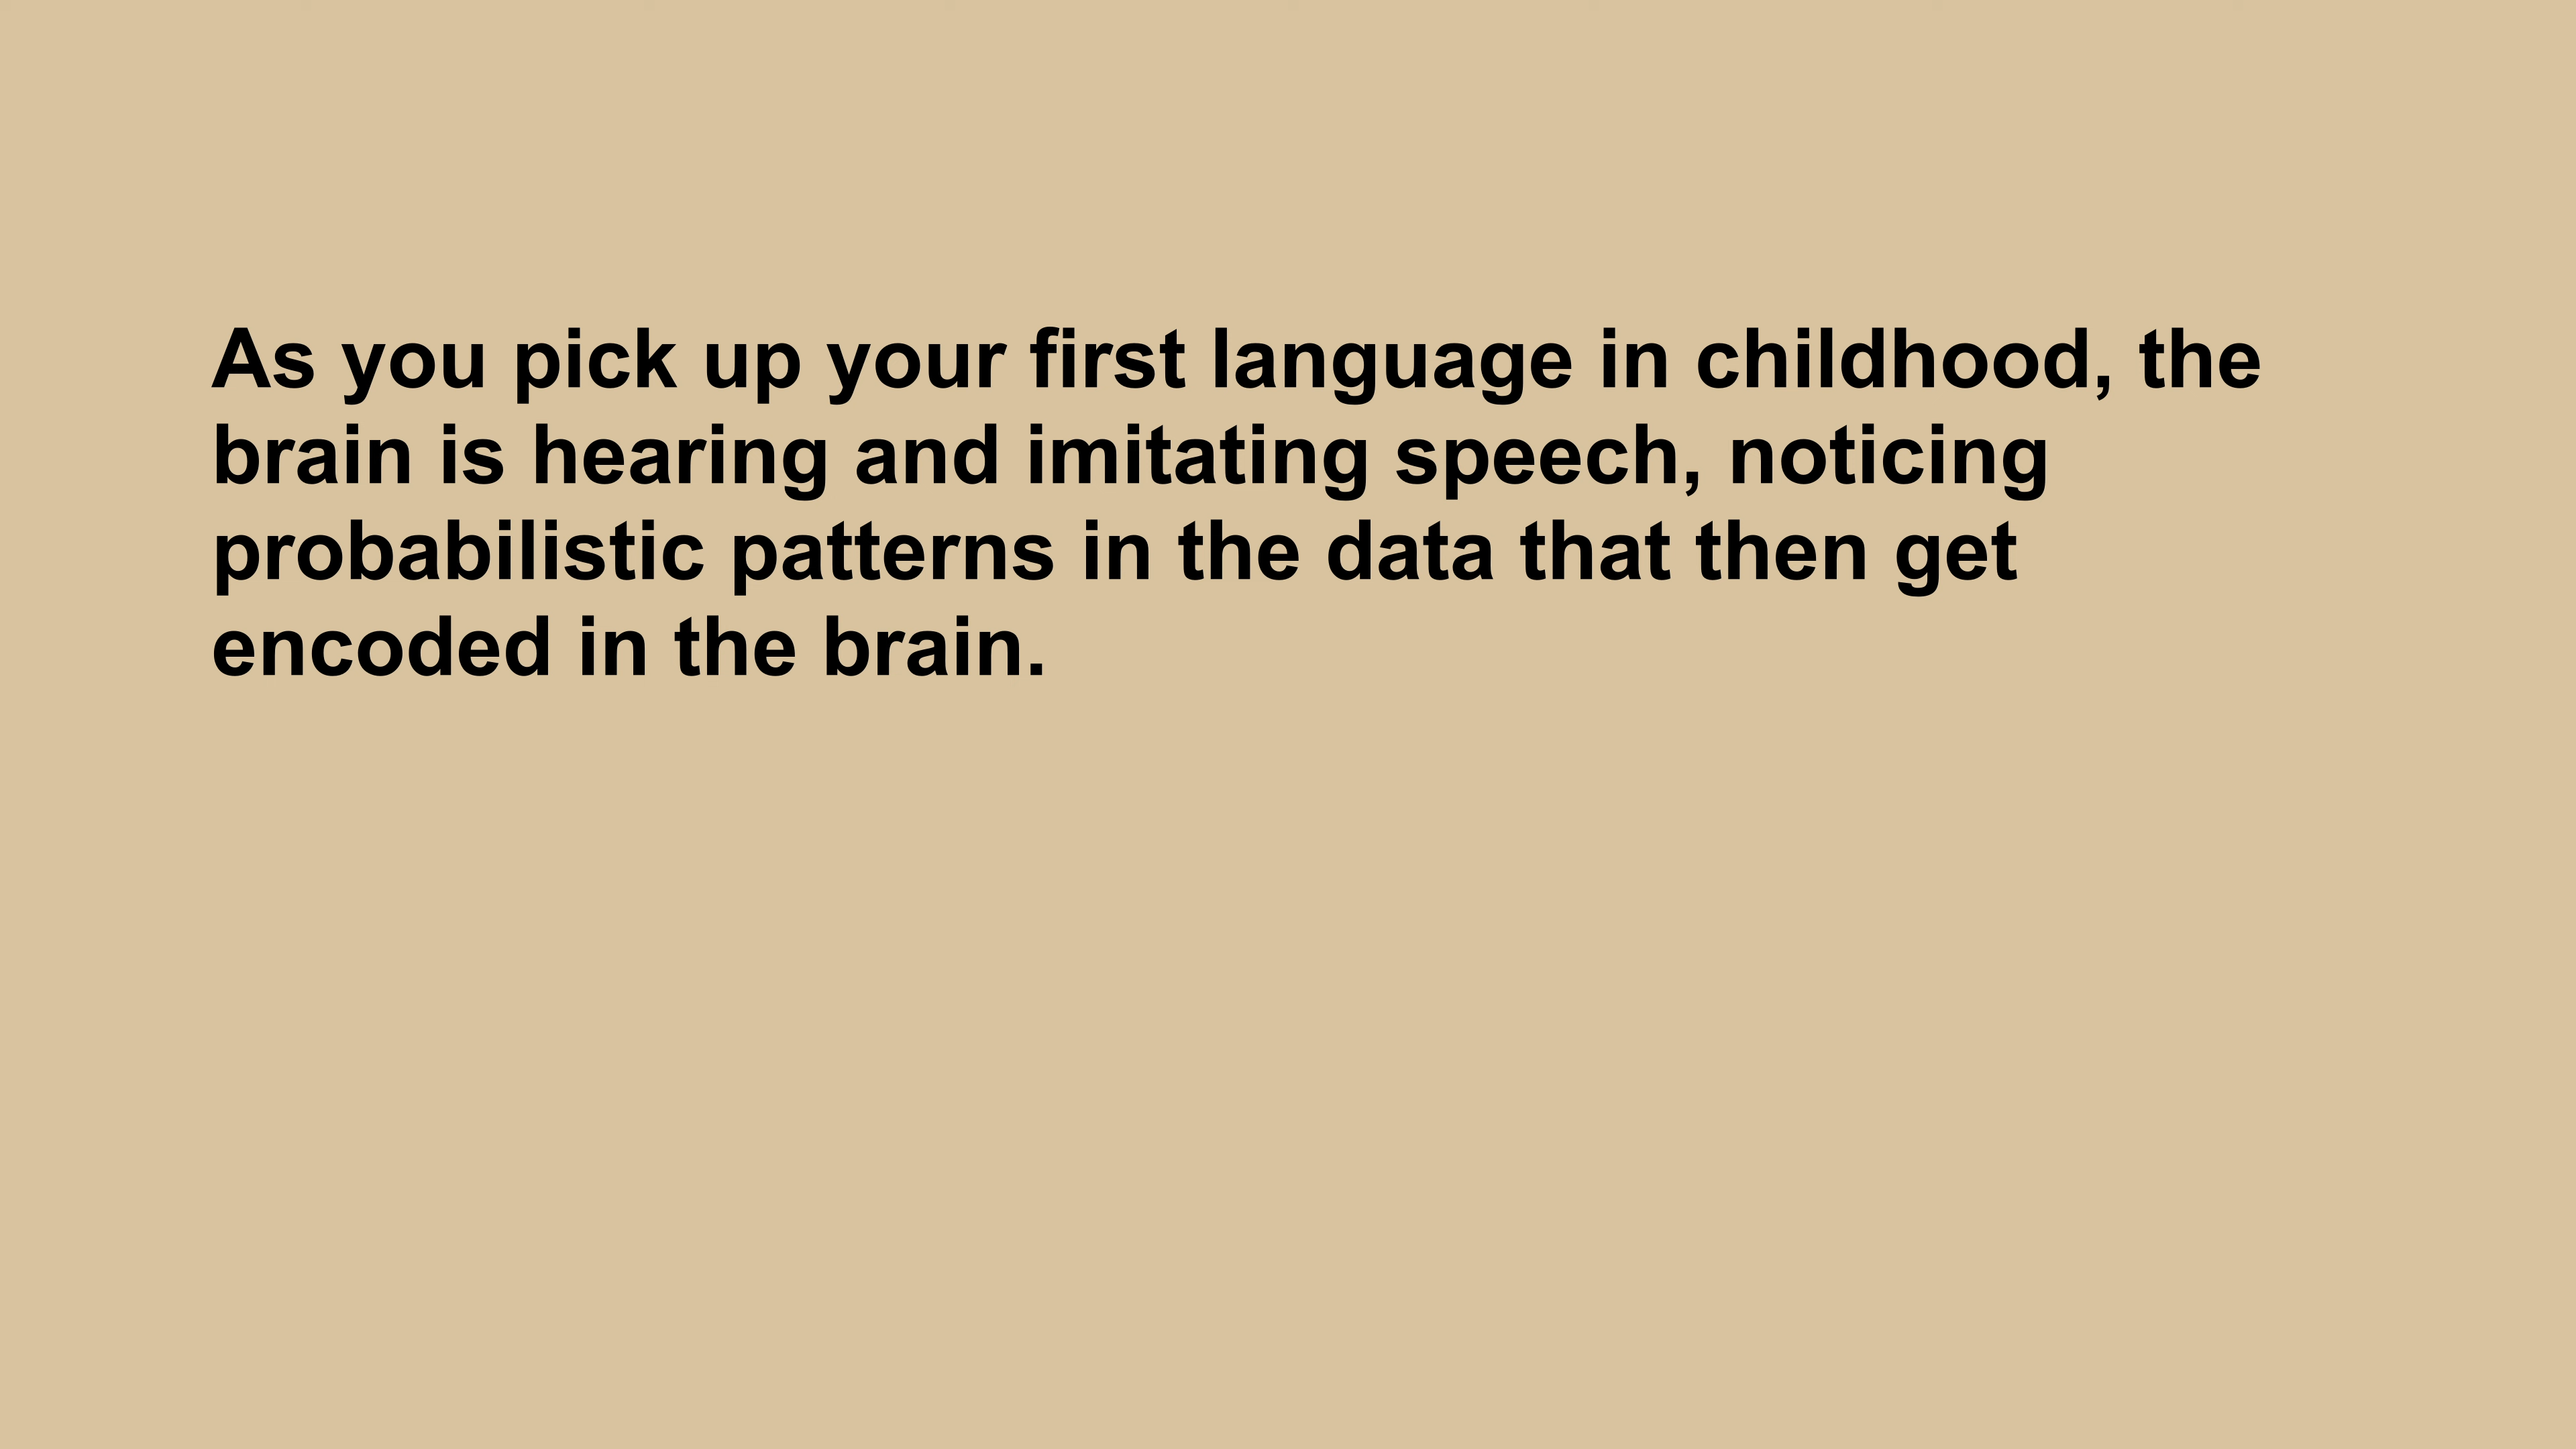 As you pick up your first language in childhood, the
brain is hearing and imitating speech, noticing
probabilistic patterns in the data that then get
encoded in the brain.